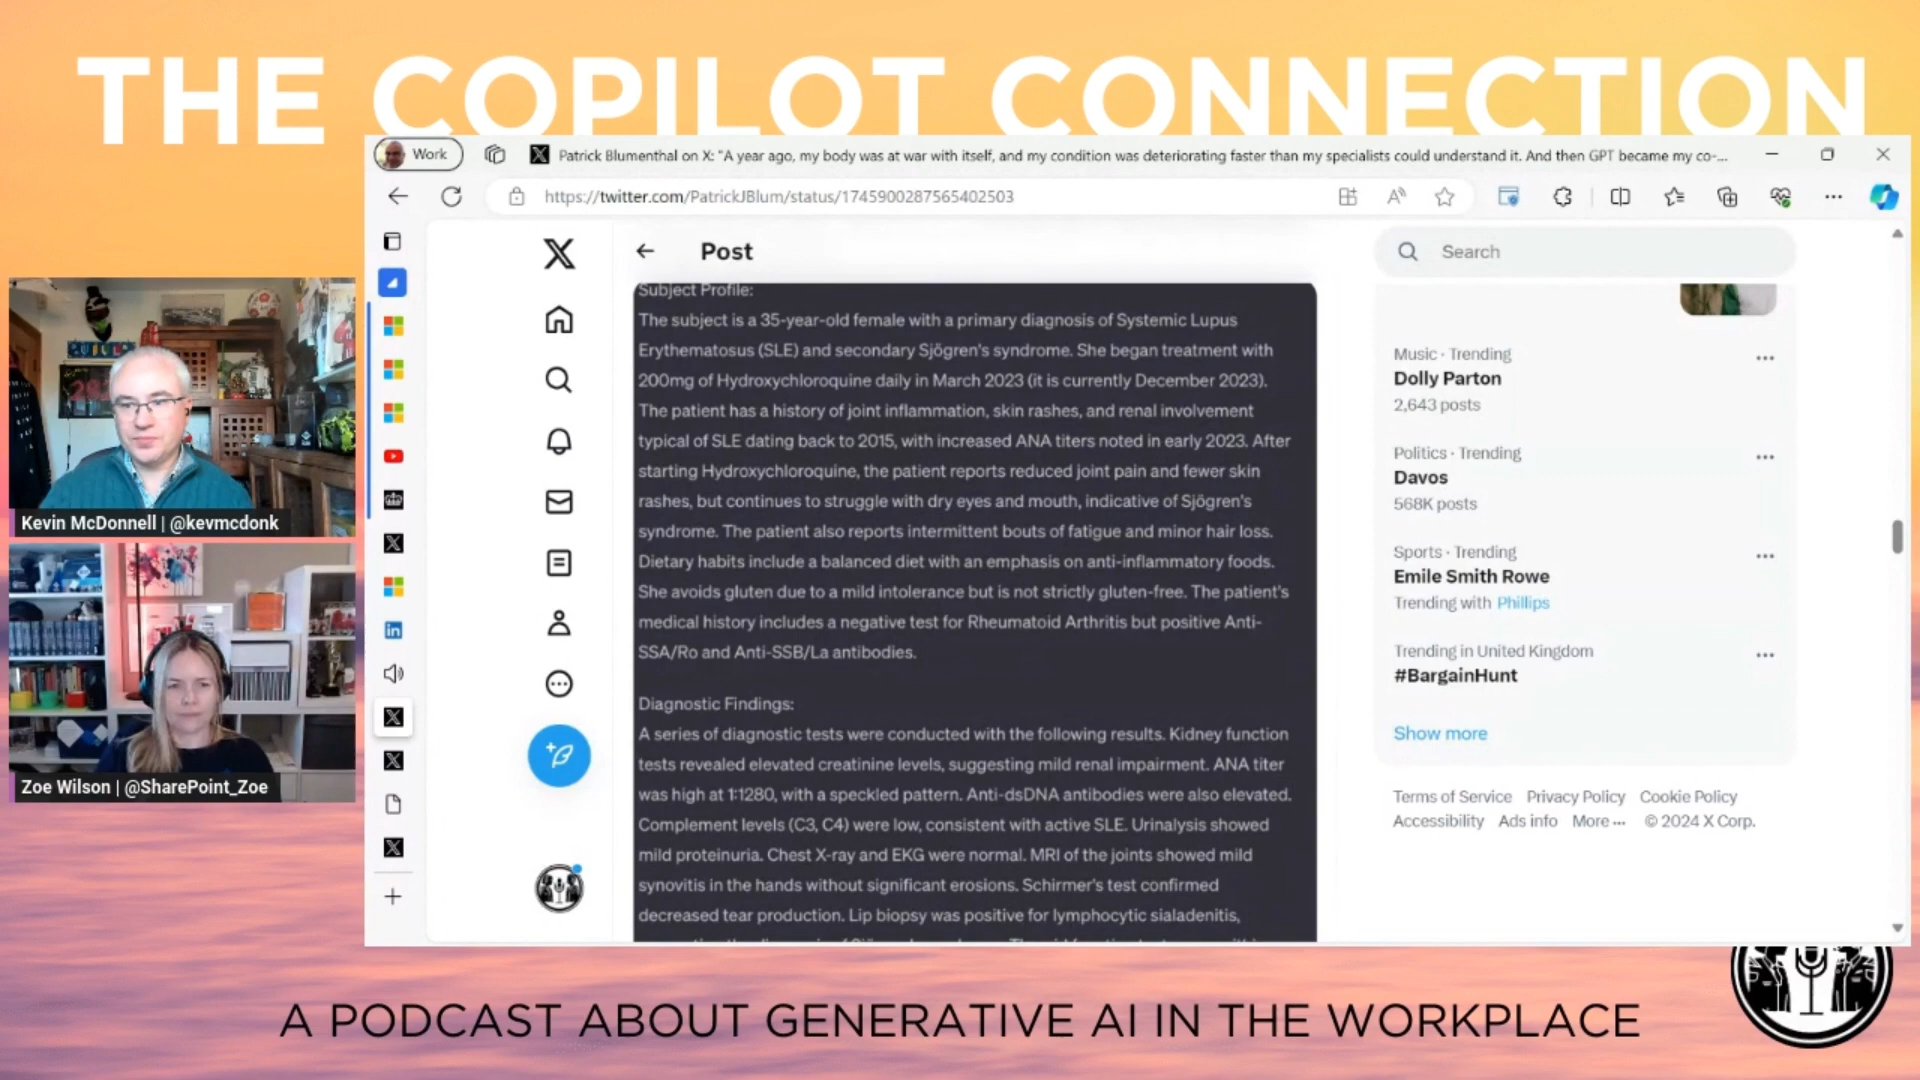 THE COPILOT CONNECTION
Work
Patrick Blumenthal on X: "A year ago, my body was at war with itself, and my condition was deteriorating faster than my specialists could understand it. And then GPT became my co-...
https://twitter.com/PatrickJBlum/status/1745900287565402503
Post
Subject Profile:
The subject is a 35-year-old female with a primary diagnosis of Systemic Lupus
Erythematosus (SLE) and secondary Sjögren's syndrome. She began treatment with
200mg of Hydroxychloroquine daily in March 2023 (it is currently December 2023).
The patient has a history of joint inflammation, skin rashes, and renal involvement
typical of SLE dating back to 2015, with increased ANA titers noted in early 2023. After
starting Hydroxychloroquine, the patient reports reduced joint pain and fewer skin
rashes, but continues to struggle with dry eyes and mouth, indicative of Sjögren's
syndrome. The patient also reports intermittent bouts of fatigue and minor hair loss.
Dietary habits include a balanced diet with an emphasis on anti-inflammatory foods.
She avoids gluten due to a mild intolerance but is not strictly gluten-free. The patient's
medical history includes a negative test for Rheumatoid Arthritis but positive Anti-
SSA/Ro and Anti-SSB/La antibodies.
Diagnostic Findings:
A series of diagnostic tests were conducted with the following results. Kidney function
tests revealed elevated creatinine levels, suggesting mild renal impairment. ANA titer
was high at 1:1280, with a speckled pattern. Anti-dsDNA antibodies were also elevated.
Complement levels (C3, C4) were low, consistent with active SLE. Urinalysis showed
mild proteinuria. Chest X-ray and EKG were normal. MRI of the joints showed mild
synovitis in the hands without significant erosions. Schirmer's test confirmed
decreased tear production. Lip biopsy was positive for lymphocytic sialadenitis,
Search
Music · Trending
Dolly Parton
2,643 posts
Politics · Trending
Davos
568K posts
Sports · Trending
Emile Smith Rowe
Trending with Phillips
Trending in United Kingdom
#BargainHunt
Show more
Terms of Service Privacy Policy Cookie Policy
Accessibility Ads info More ··· © 2024 X Corp.
Kevin McDonnell | @kevmcdonk
Zoe Wilson | @SharePoint_Zoe
A PODCAST ABOUT GENERATIVE AI IN THE WORKPLACE